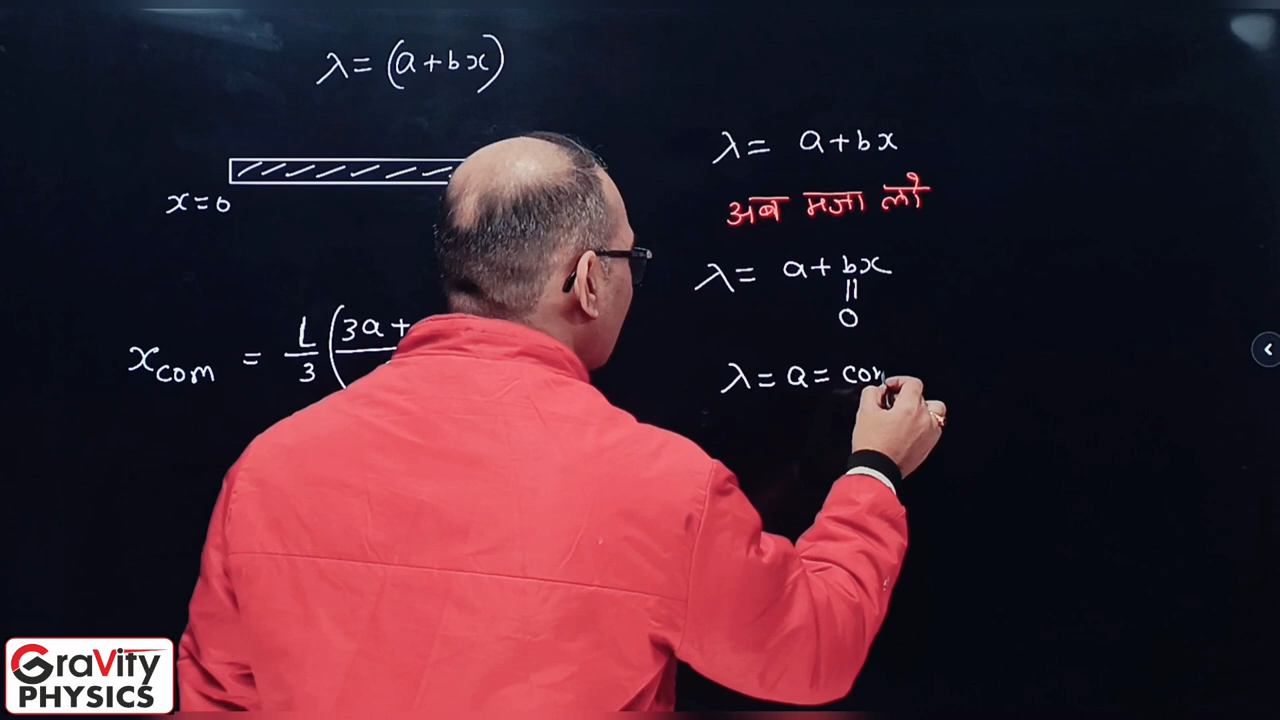 λ = (a + bx)
x = 0
x_COM = L/3 (3a +
λ = a + bx
अब मजा लो
λ = a + bx
||
0
λ = a = con
GraVity
PHYSICS